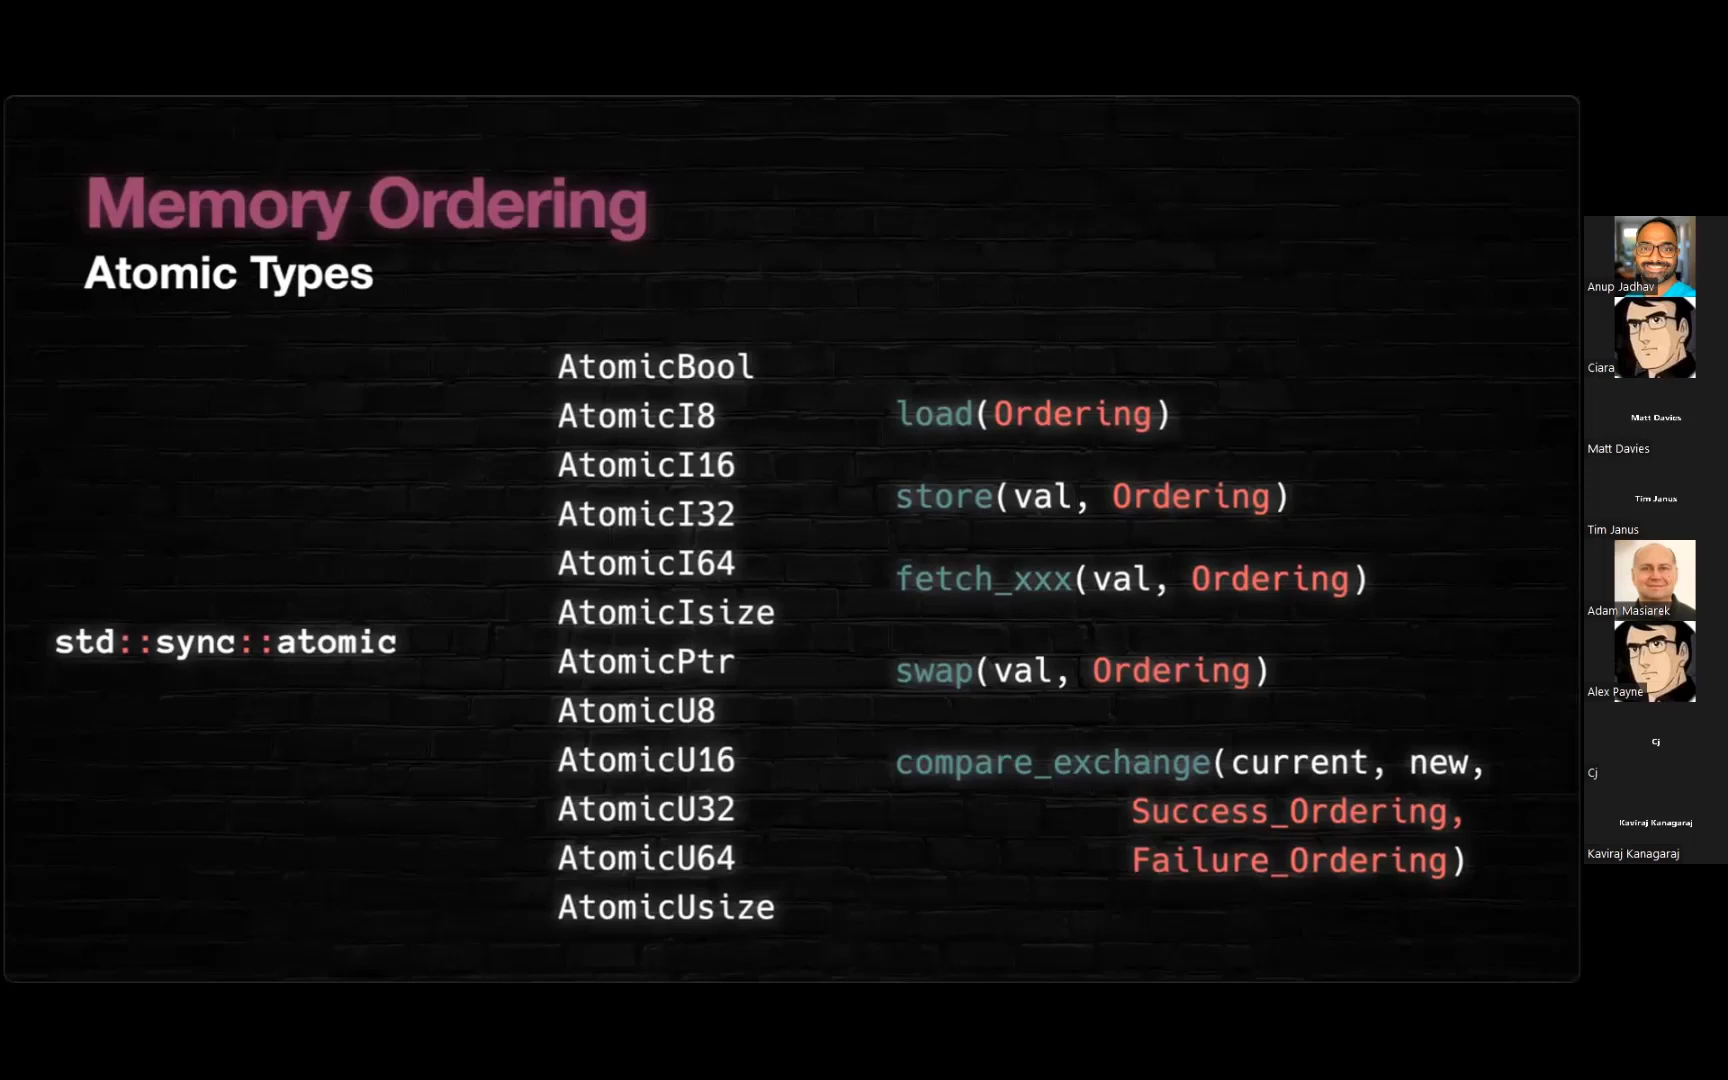 Memory Ordering
Atomic Types
std::sync::atomic
AtomicBool
AtomicI8
AtomicI16
AtomicI32
AtomicI64
AtomicIsize
AtomicPtr
AtomicU8
AtomicU16
AtomicU32
AtomicU64
AtomicUsize
load(Ordering)
store(val, Ordering)
fetch_xxx(val, Ordering)
swap(val, Ordering)
compare_exchange(current, new,
Success_Ordering,
Failure_Ordering)
Anup Jadhav
Ciara
Matt Davies
Matt Davies
Tim Janus
Tim Janus
Adam Masiarek
Alex Payne
Cj
Cj
Kaviraj Kanagaraj
Kaviraj Kanagaraj